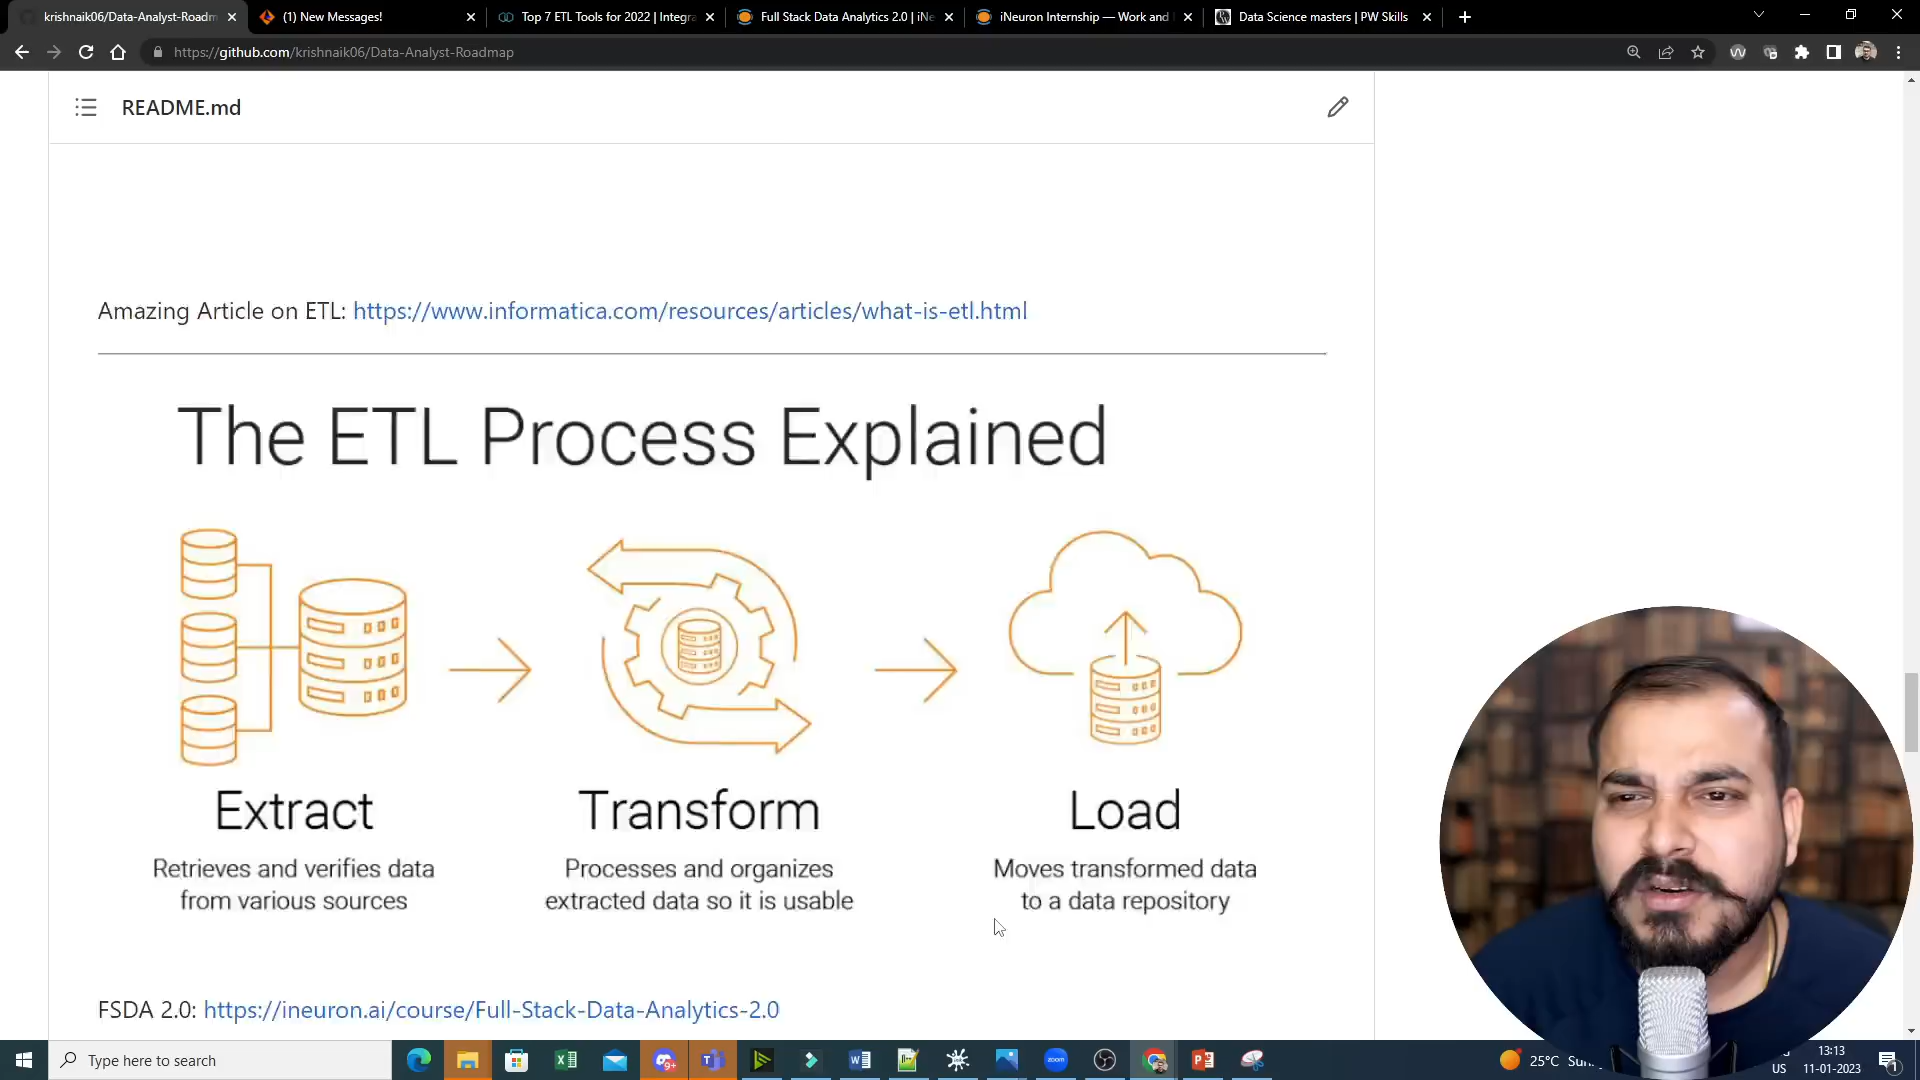 krishnaik06/Data-Analyst-Roadm
(1) New Messages!
Top 7 ETL Tools for 2022 | Integra
Full Stack Data Analytics 2.0 | iNe
iNeuron Internship — Work and
Data Science masters | PW Skills
https://github.com/krishnaik06/Data-Analyst-Roadmap
README.md
Amazing Article on ETL: https://www.informatica.com/resources/articles/what-is-etl.html
The ETL Process Explained
Extract
Retrieves and verifies data
from various sources
Transform
Processes and organizes
extracted data so it is usable
Load
Moves transformed data
to a data repository
FSDA 2.0: https://ineuron.ai/course/Full-Stack-Data-Analytics-2.0
Type here to search
25°C
US
13:13
11-01-2023